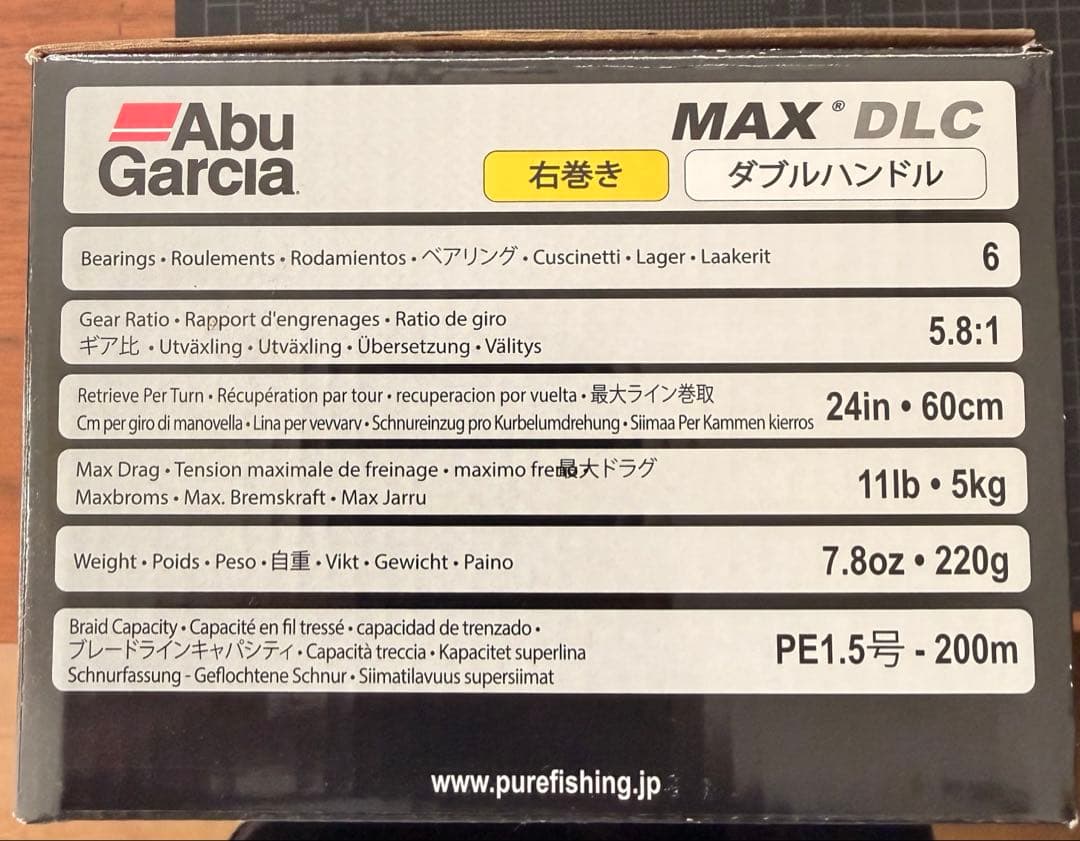 Abu
Garcia
MAX® DLC
右巻き
ダブルハンドル
Bearings • Roulements • Rodamientos • ベアリング • Cuscinetti • Lager • Laakerit
6
Gear Ratio • Rapport d'engrenages • Ratio de giro
ギア比 • Utväxling • Utväxling • Übersetzung • Välitys
5.8:1
Retrieve Per Turn • Récupération par tour • recuperacion por vuelta • 最大ライン巻取
Cm per giro di manovella • Lina per vevvarv • Schnureinzug pro Kurbelumdrehung • Siimaa Per Kammen kierros
24in • 60cm
Max Drag • Tension maximale de freinage • maximo freno • 最大ドラグ
Maxbroms • Max. Bremskraft • Max Jarru
11lb • 5kg
Weight • Poids • Peso • 自重 • Vikt • Gewicht • Paino
7.8oz • 220g
Braid Capacity • Capacité en fil tressé • capacidad de trenzado •
ブレードラインキャパシティ • Capacità treccia • Kapacitet superlina
Schnurfassung - Geflochtene Schnur • Siimatilavuus supersiimat
PE1.5号 - 200m
www.purefishing.jp